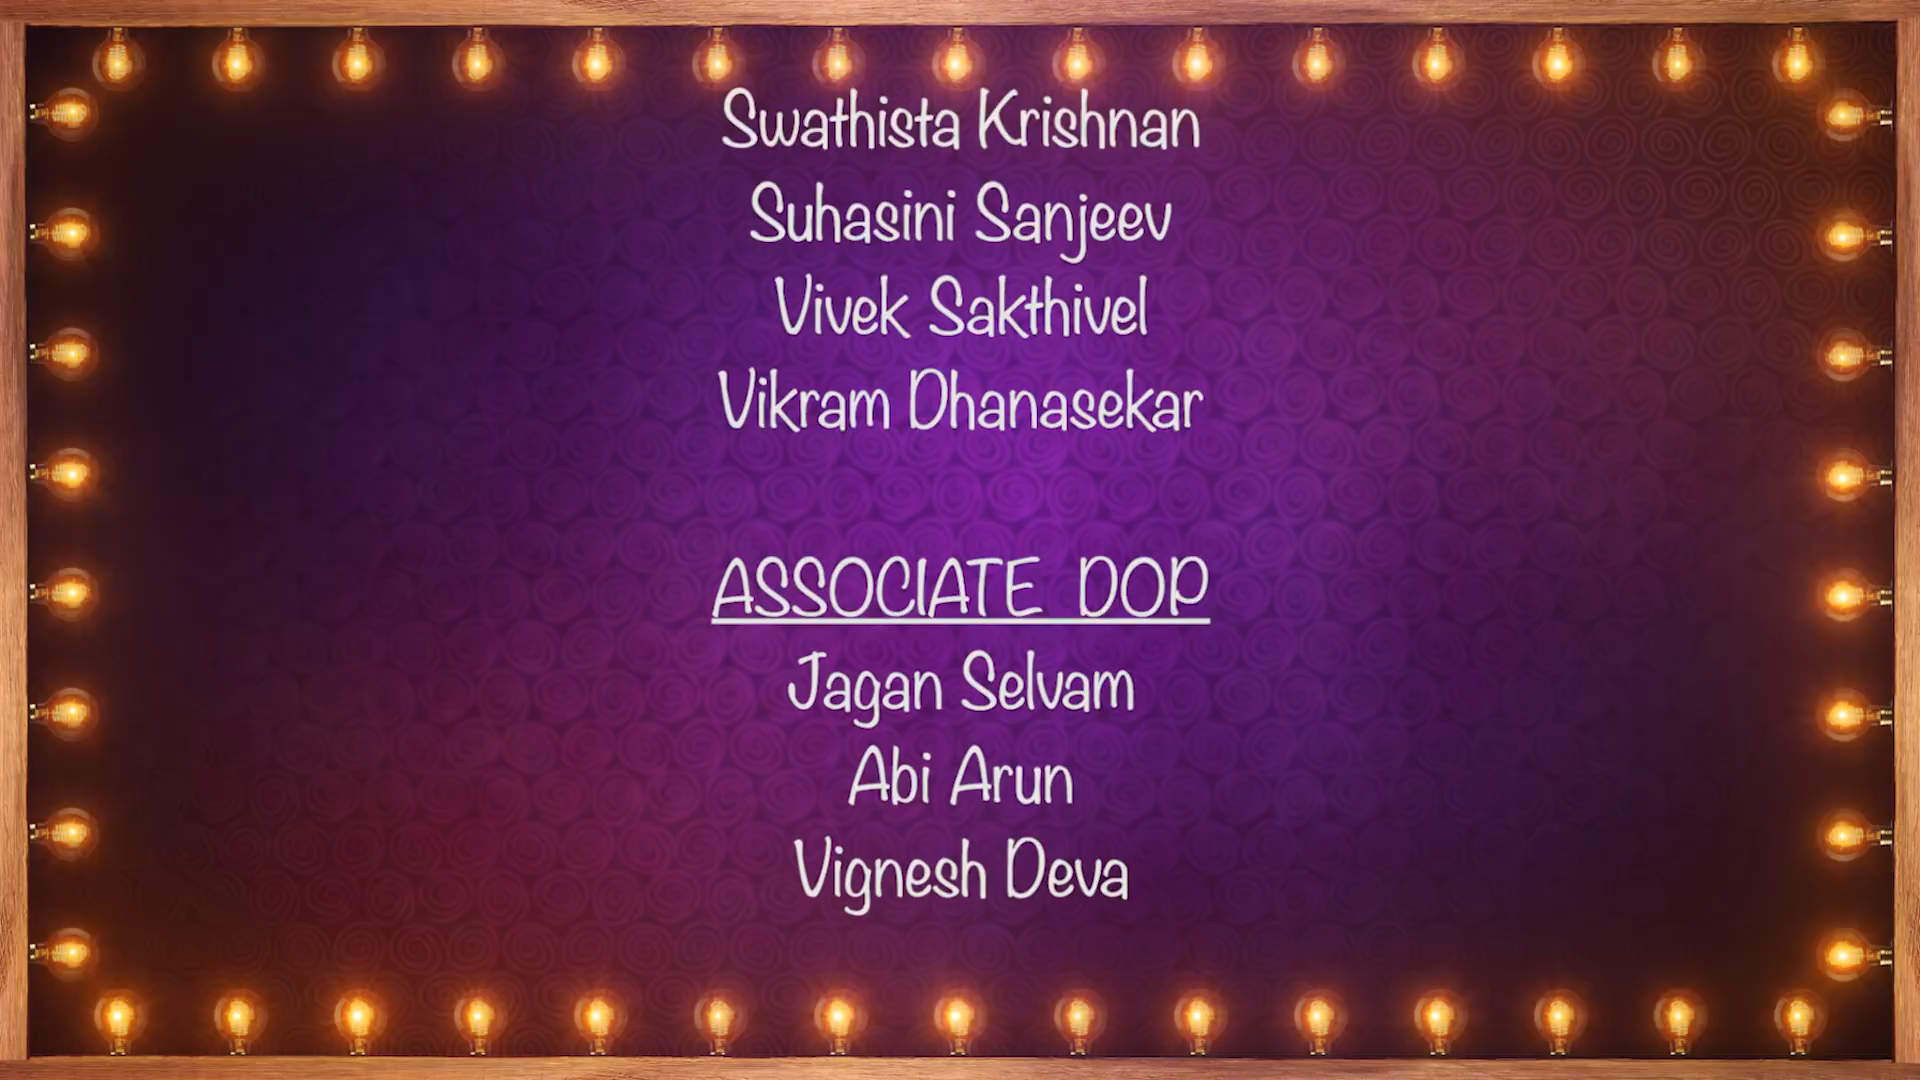 Swathista Krishnan
Suhasini Sanjeev
Vivek Sakthivel
Vikram Dhanasekar
ASSOCIATE DOP
Jagan Selvam
Abi Arun
Vignesh Deva